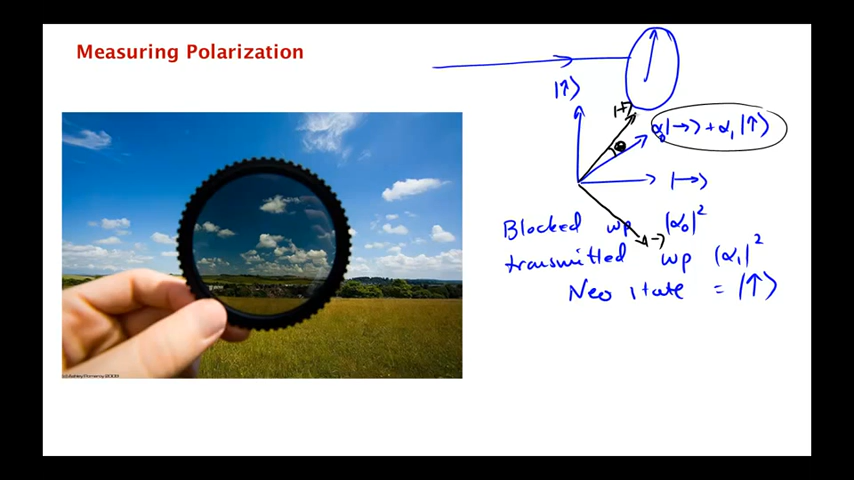 Measuring Polarization
|↑⟩
|+⟩
α₀|→⟩ + α₁|↑⟩
θ
|→⟩
Blocked wp |α₀|²
|-⟩
transmitted wp |α₁|²
New state = |↑⟩